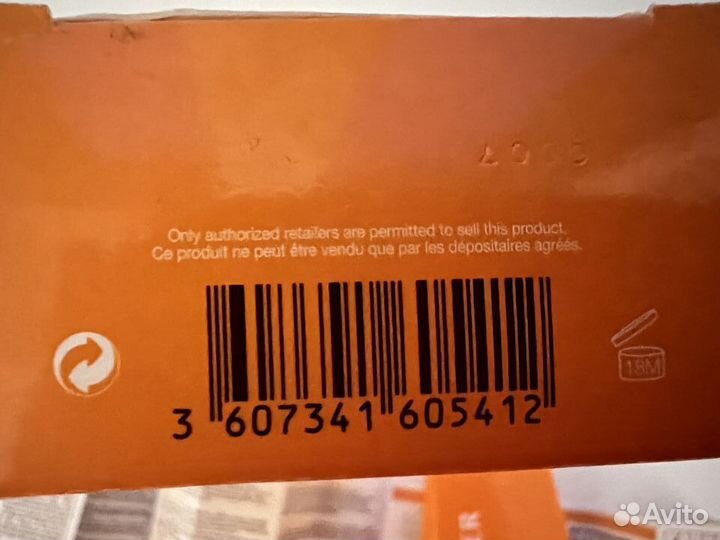 Only authorized retailers are permitted to sell this product.
Ce produit ne peut être vendu que par les dépositaires agréés.
3 607341 605412
18M
Avito